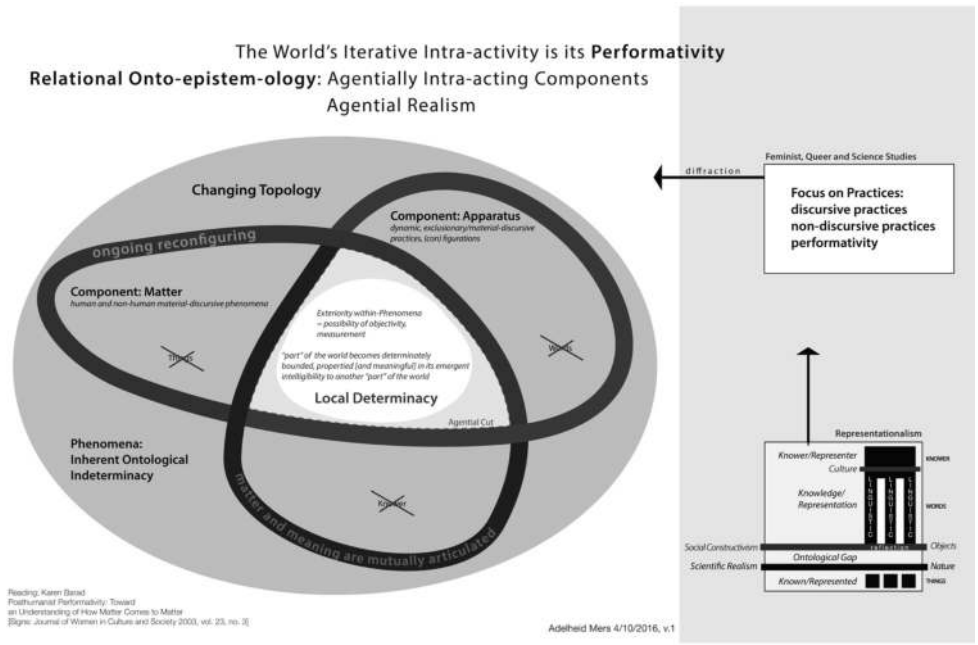 The World's Iterative Intra-activity is its Performativity
Relational Onto-epistem-ology: Agentially Intra-acting Components
Agential Realism
Changing Topology
ongoing reconfiguring
Component: Apparatus
dynamic, exclusionary/material-discursive
practices, (con) figurations
Component: Matter
human and non-human material-discursive phenomena
Things
Words
Exteriority within-Phenomena
= possibility of objectivity,
measurement
"part" of the world becomes determinately
bounded, propertied [and meaningful] in its emergent
intelligibility to another "part" of the world
Local Determinacy
Agential Cut
Phenomena:
Inherent Ontological
Indeterminacy
Knower
matter and meaning are mutually articulated
Reading: Karen Barad
Posthumanist Performativity: Toward
an Understanding of How Matter Comes to Matter
[Signs: Journal of Women in Culture and Society 2003, vol. 23, no. 3]
Adelheid Mers 4/10/2016, v.1
diffraction
Feminist, Queer and Science Studies
Focus on Practices:
discursive practices
non-discursive practices
performativity
Representationalism
Knower/Representer
KNOWER
Culture
Knowledge/
Representation
LINGUISTIC
LINGUISTIC
LINGUISTIC
WORDS
Social Constructivism
Objects
Ontological Gap
Scientific Realism
Nature
Known/Represented
THINGS